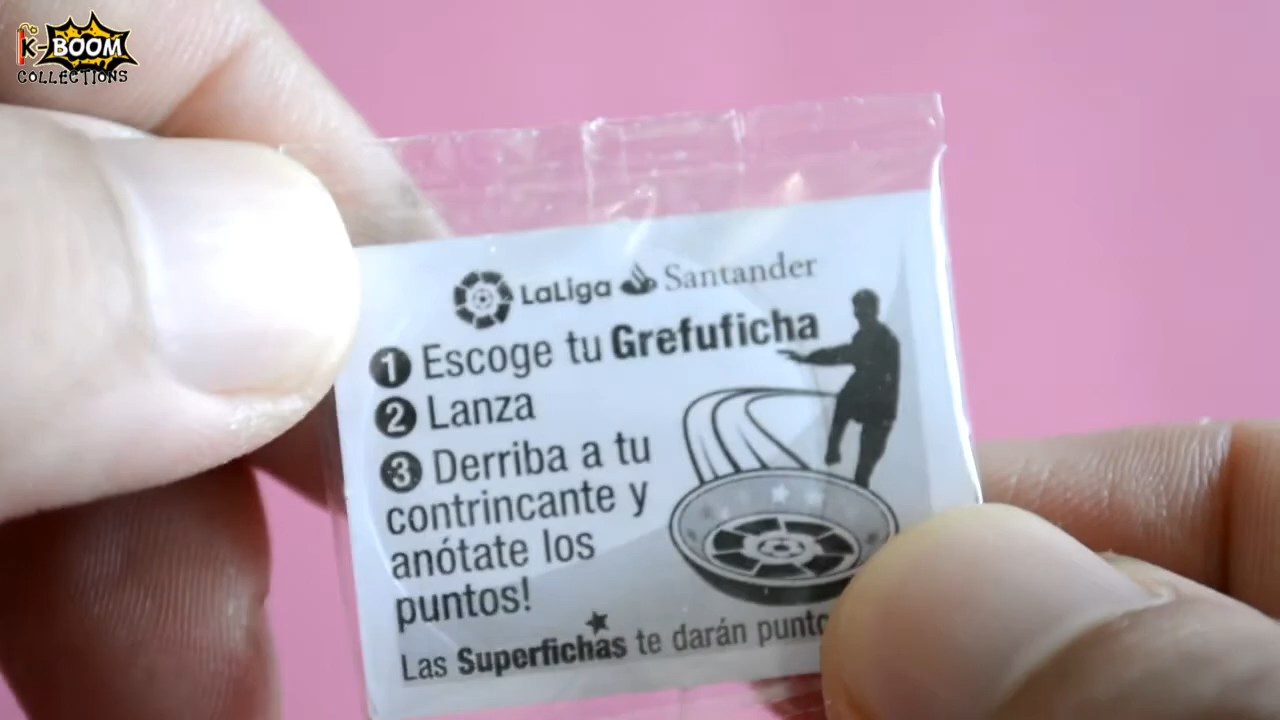 K-BOOM
COLLECTIONS
LaLiga Santander
1 Escoge tu Grefuficha
2 Lanza
3 Derriba a tu
contrincante y
anótate los
puntos!
Las Superfichas te darán